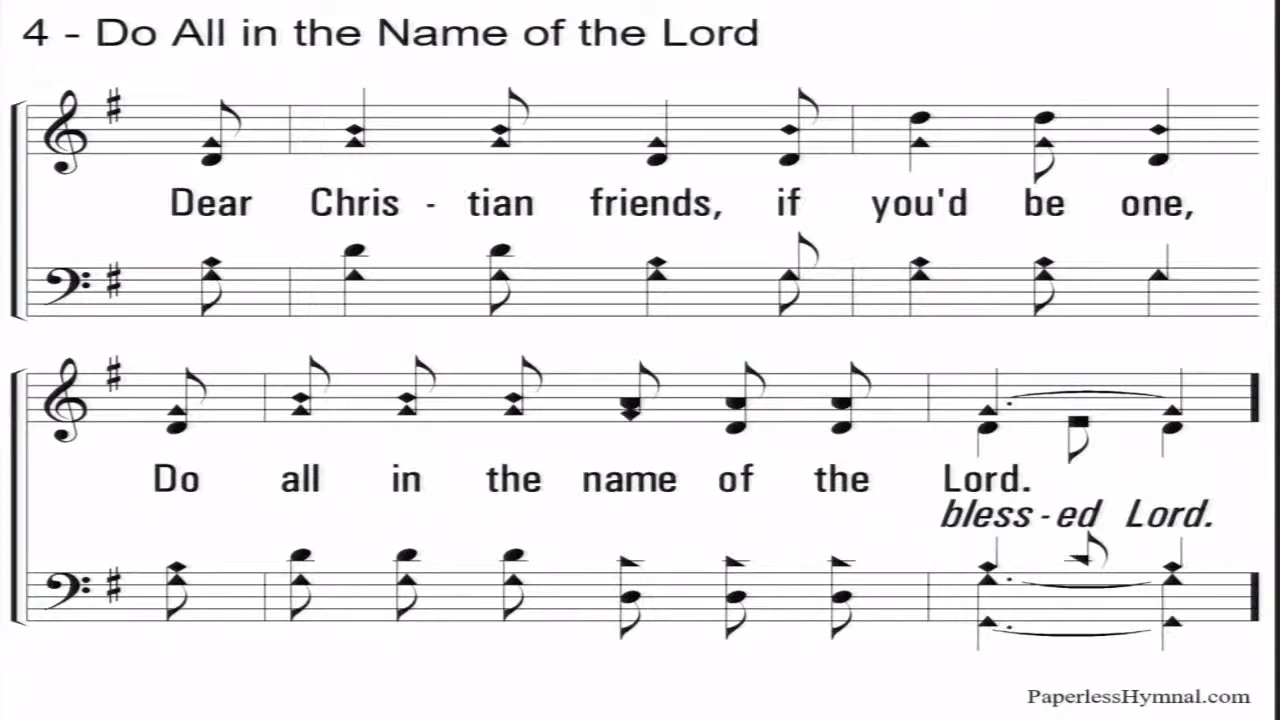 4 - Do All in the Name of the Lord
Dear Chris - tian friends, if you'd be one,
Do all in the name of the Lord.
bless - ed Lord.
PaperlessHymnal.com